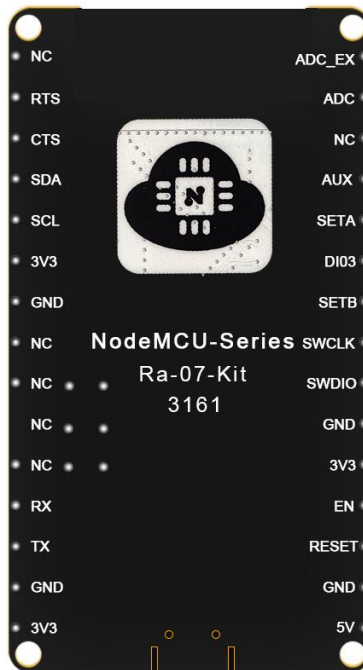 NC ADC_EX
RTS ADC
CTS NC
SDA AUX
SCL SETA
3V3 DI03
GND SETB
NodeMCU-Series
NC SWCLK
Ra-07-Kit
NC SWDIO
3161
NC GND
NC 3V3
RX EN
TX RESET
GND GND
3V3 5V